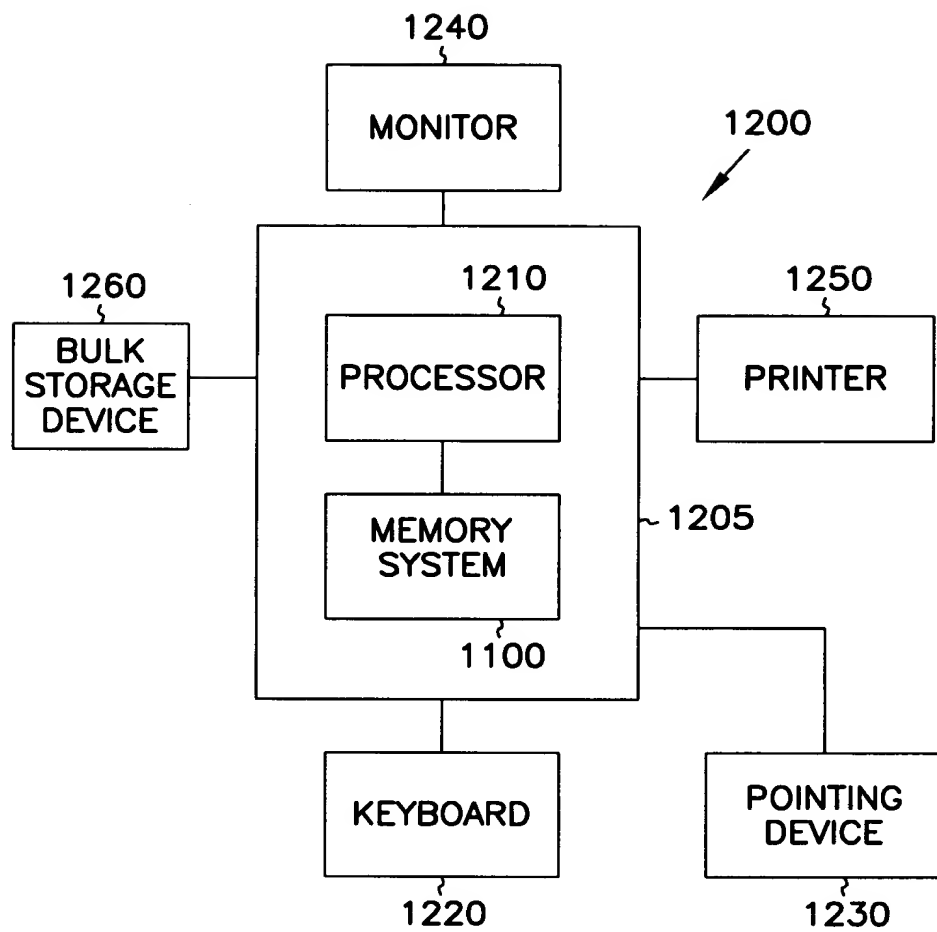 1240
MONITOR
1200
1260
BULK
STORAGE
DEVICE
1210
PROCESSOR
1250
PRINTER
MEMORY
SYSTEM
1205
1100
KEYBOARD
1220
POINTING
DEVICE
1230